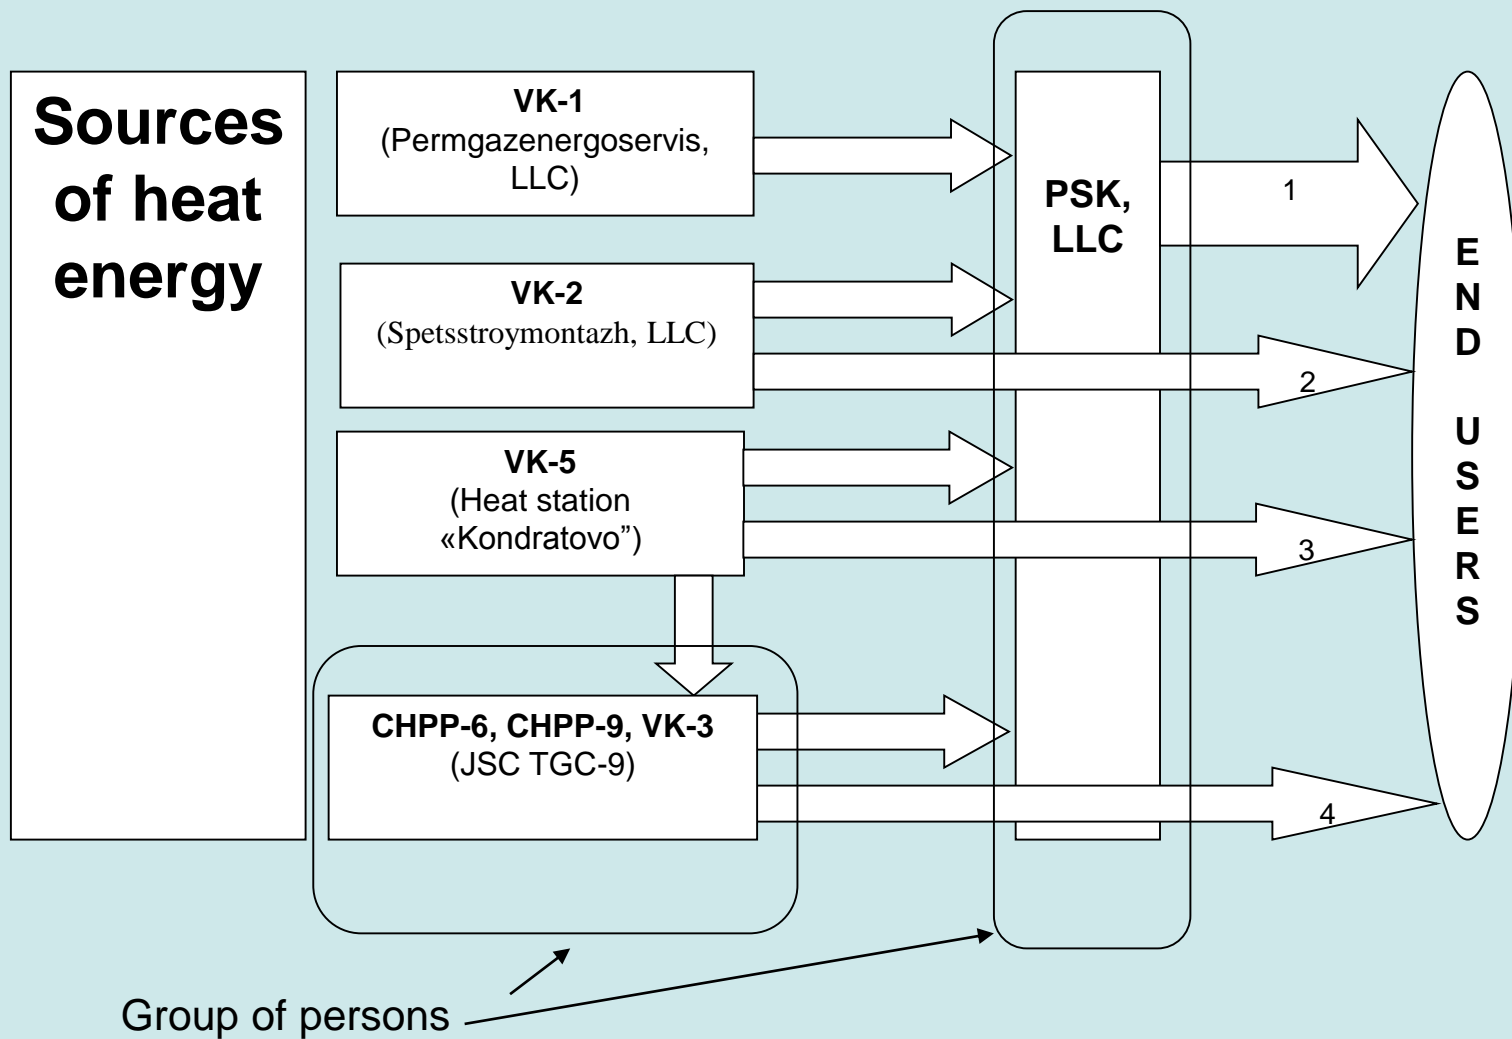 Sources
of heat
energy
VK-1
(Permgazenergoservis,
LLC)
VK-2
(Spetsstroymontazh, LLC)
VK-5
(Heat station
«Kondratovo”)
CHPP-6, CHPP-9, VK-3
(JSC TGC-9)
PSK,
LLC
1
2
3
4
E
N
D
U
S
E
R
S
Group of persons